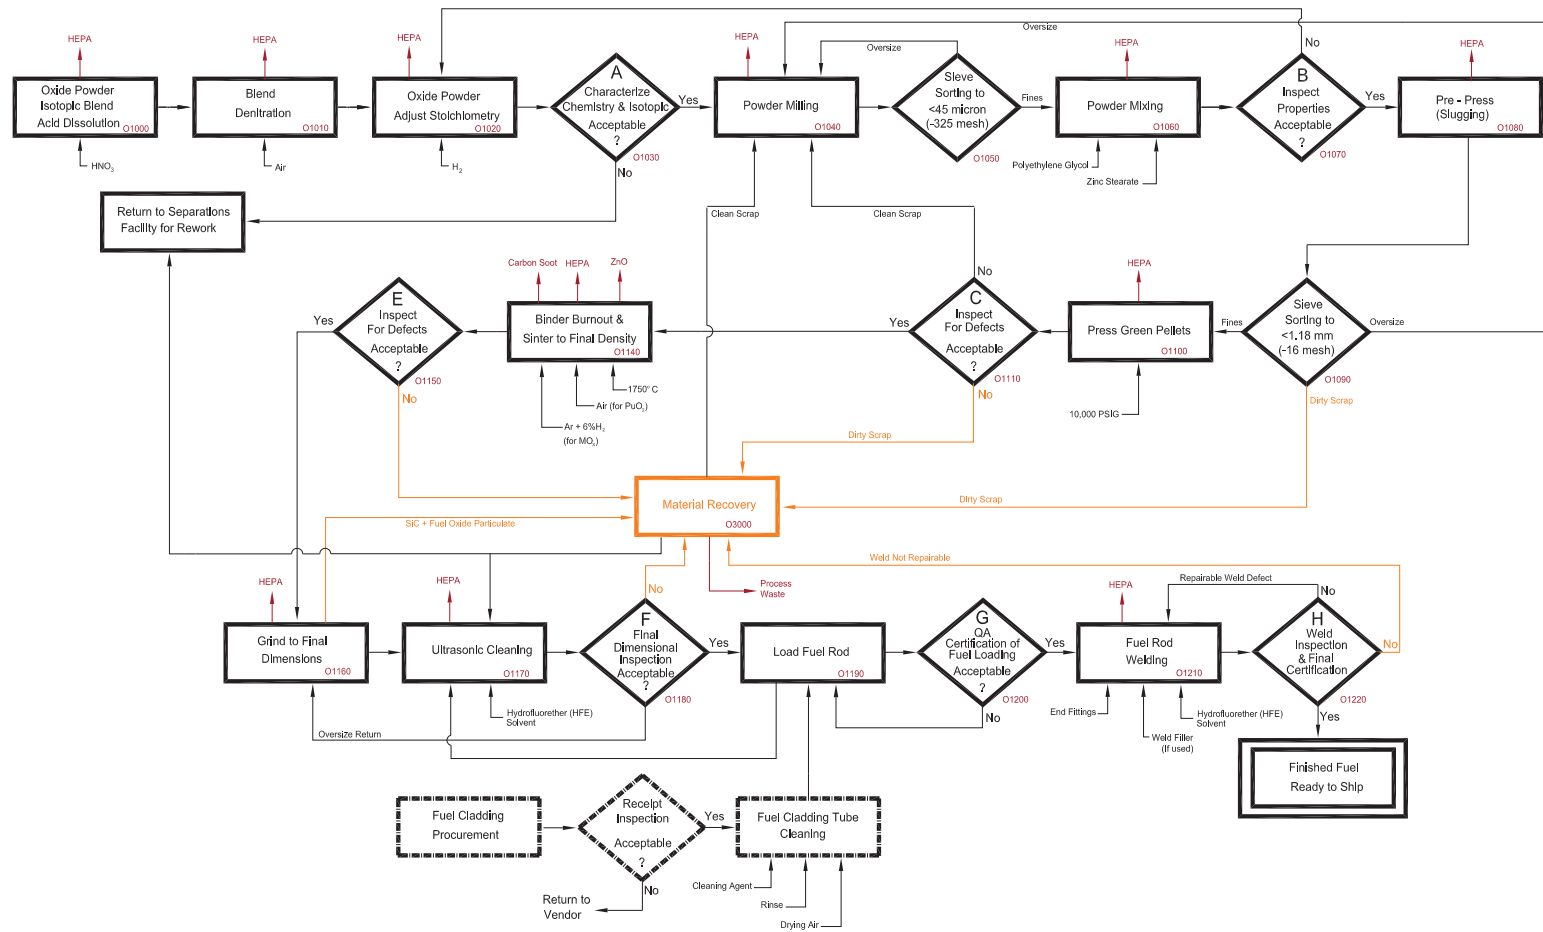 Oversize
No
HEPA
HEPA
HEPA
HEPA
Oversize
HEPA
HEPA
Oxide Powder
Isotopic Blend
Acid Dissolution
O1000
Blend
Denitration
O1010
Oxide Powder
Adjust Stoichiometry
O1020
A
Characterize
Chemistry & Isotopic
Acceptable
?
O1030
Yes
Powder Milling
O1040
Sieve
Sorting to
<45 micron
(-325 mesh)
O1050
Fines
Powder Mixing
O1060
B
Inspect
Properties
Acceptable
?
O1070
Yes
Pre - Press
(Slugging)
O1080
HNO3
Air
H2
No
Polyethylene Glycol
Zinc Stearate
Return to Separations
Facility for Rework
Clean Scrap
Clean Scrap
Carbon Soot
HEPA
ZnO
No
HEPA
E
Inspect
For Defects
Acceptable
?
O1150
Yes
Binder Burnout &
Sinter to Final Density
O1140
Yes
C
Inspect
For Defects
Acceptable
?
O1110
Press Green Pellets
O1100
Fines
Sieve
Sorting to
<1.18 mm
(-16 mesh)
O1090
Oversize
No
1750° C
Air (for PuO2)
Ar + 6%H2
(for MOx)
No
10,000 PSIG
Dirty Scrap
Dirty Scrap
Material Recovery
O3000
Dirty Scrap
SiC + Fuel Oxide Particulate
Weld Not Repairable
HEPA
HEPA
No
Process
Waste
HEPA
Repairable Weld Defect
No
Grind to Final
Dimensions
O1160
Ultrasonic Cleaning
O1170
F
Final
Dimensional
Inspection
Acceptable
?
O1180
Yes
Load Fuel Rod
O1190
G
QA
Certification of
Fuel Loading
Acceptable
?
O1200
Yes
Fuel Rod
Welding
O1210
H
Weld
Inspection
& Final
Certification
O1220
No
Hydrofluorether (HFE)
Solvent
Oversize Return
No
End Fittings
Hydrofluorether (HFE)
Solvent
Weld Filler
(If used)
Yes
Finished Fuel
Ready to Ship
Fuel Cladding
Procurement
Receipt
Inspection
Acceptable
?
Yes
Fuel Cladding Tube
Cleaning
No
Return to
Vendor
Cleaning Agent
Rinse
Drying Air